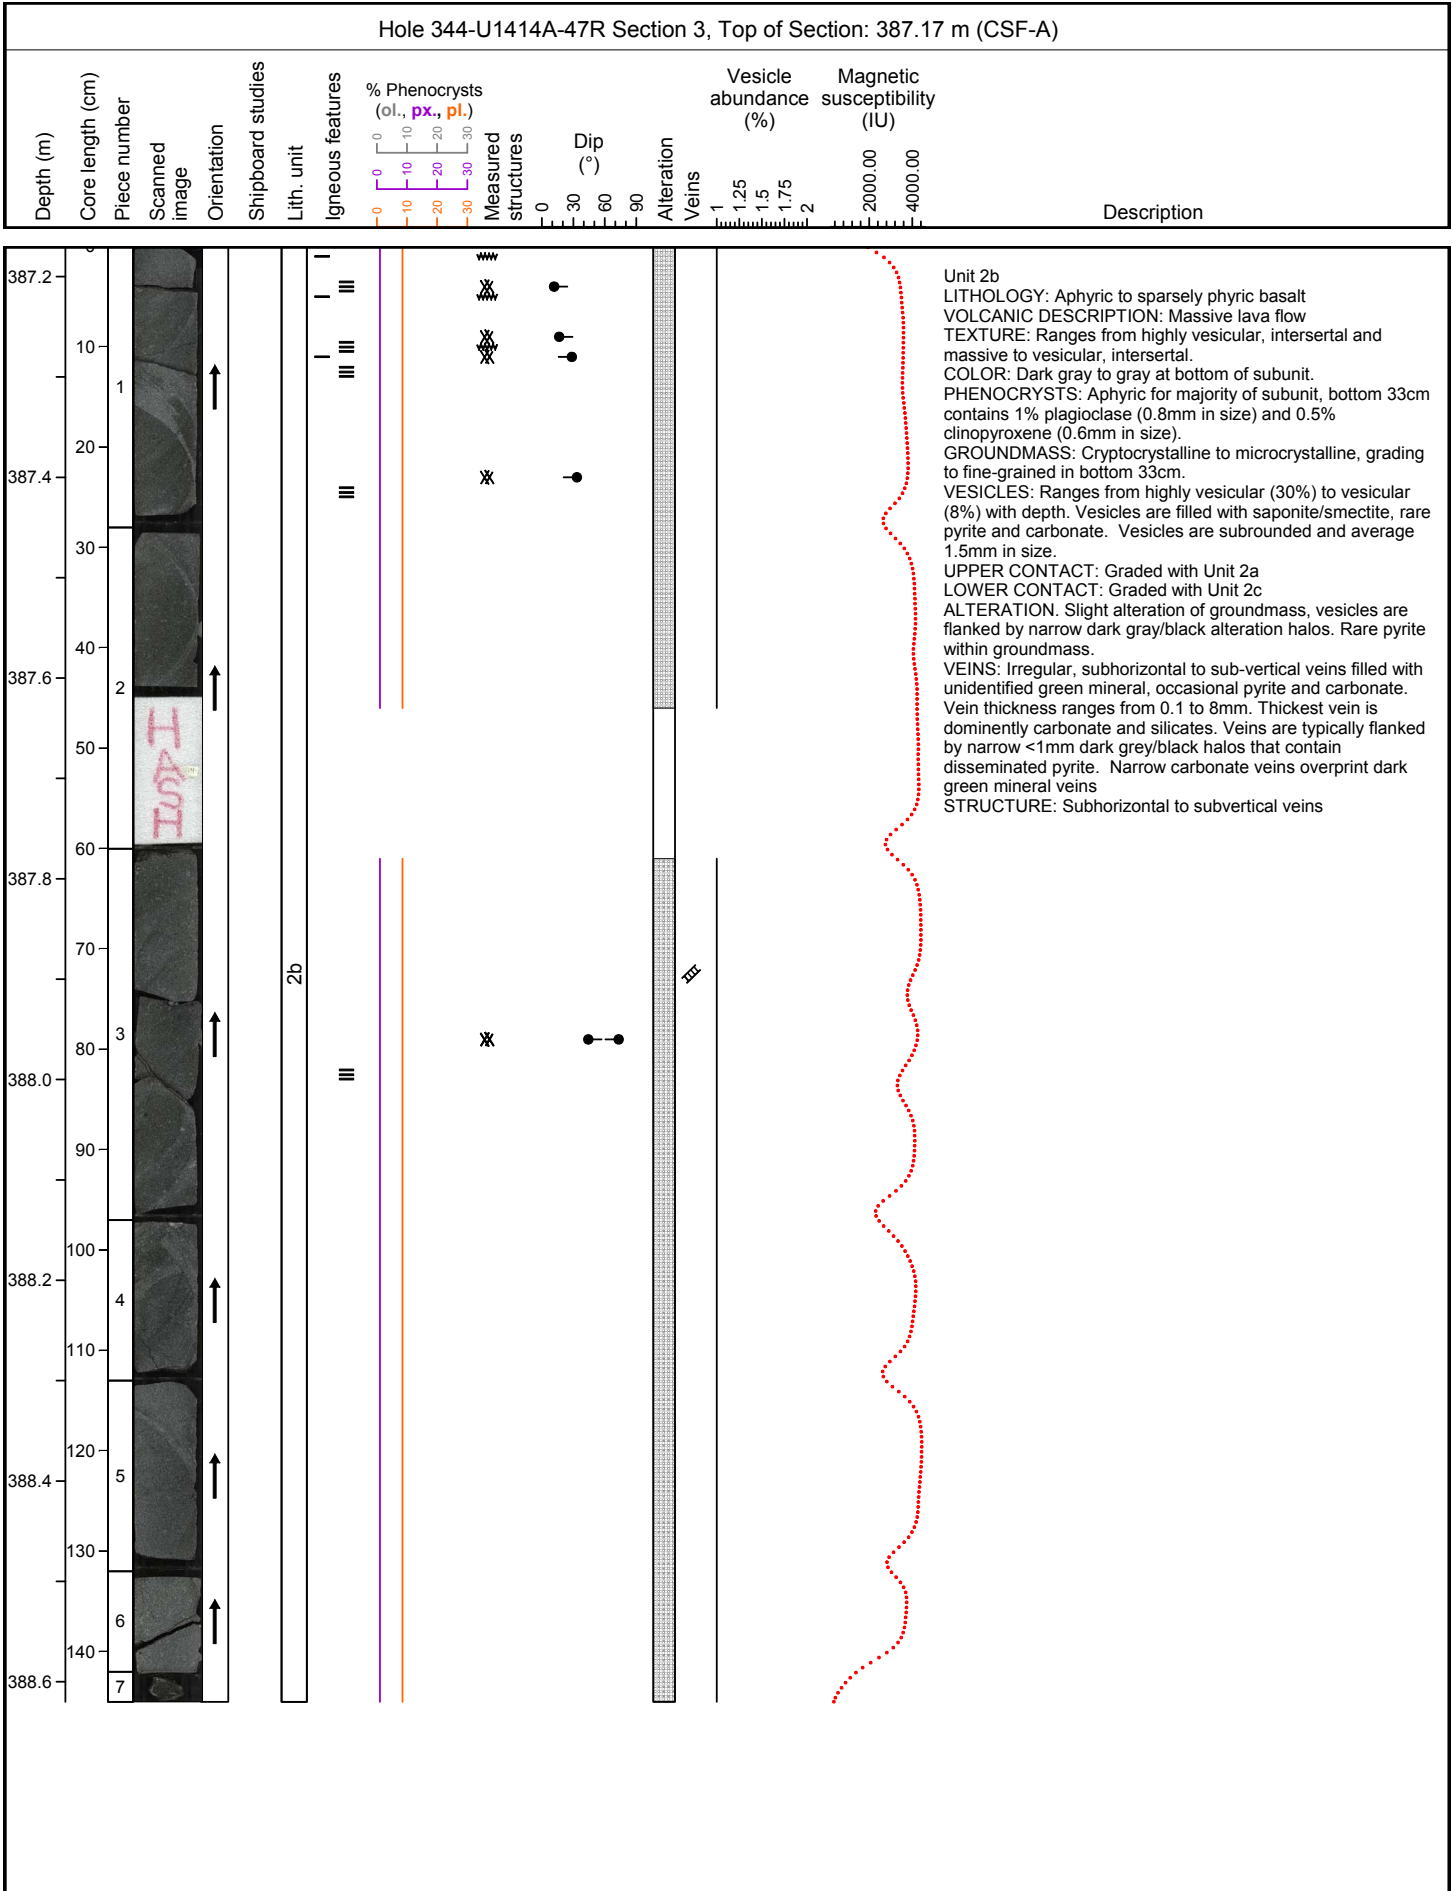 Hole 344-U1414A-47R Section 3, Top of Section: 387.17 m (CSF-A)
Depth (m)
Core length (cm)
Piece number
Scanned image
Orientation
Shipboard studies
Lith. unit
Igneous features
% Phenocrysts
(ol., px., pl.)
0 10 20 30
0 10 20 30
0 10 20 30
Measured structures
Dip
(°)
0 30 60 90
Alteration
Veins
Vesicle
abundance
(%)
1 1.25 1.5 1.75 2
Magnetic
susceptibility
(IU)
2000.00 4000.00
Description
387.2
387.4
387.6
387.8
388.0
388.2
388.4
388.6
10
20
30
40
50
60
70
80
90
100
110
120
130
140
1
2
3
4
5
6
7
HASH
2b
Unit 2b
LITHOLOGY: Aphyric to sparsely phyric basalt
VOLCANIC DESCRIPTION: Massive lava flow
TEXTURE: Ranges from highly vesicular, intersertal and
massive to vesicular, intersertal.
COLOR: Dark gray to gray at bottom of subunit.
PHENOCRYSTS: Aphyric for majority of subunit, bottom 33cm
contains 1% plagioclase (0.8mm in size) and 0.5%
clinopyroxene (0.6mm in size).
GROUNDMASS: Cryptocrystalline to microcrystalline, grading
to fine-grained in bottom 33cm.
VESICLES: Ranges from highly vesicular (30%) to vesicular
(8%) with depth. Vesicles are filled with saponite/smectite, rare
pyrite and carbonate. Vesicles are subrounded and average
1.5mm in size.
UPPER CONTACT: Graded with Unit 2a
LOWER CONTACT: Graded with Unit 2c
ALTERATION. Slight alteration of groundmass, vesicles are
flanked by narrow dark gray/black alteration halos. Rare pyrite
within groundmass.
VEINS: Irregular, subhorizontal to sub-vertical veins filled with
unidentified green mineral, occasional pyrite and carbonate.
Vein thickness ranges from 0.1 to 8mm. Thickest vein is
dominently carbonate and silicates. Veins are typically flanked
by narrow <1mm dark grey/black halos that contain
disseminated pyrite. Narrow carbonate veins overprint dark
green mineral veins
STRUCTURE: Subhorizontal to subvertical veins